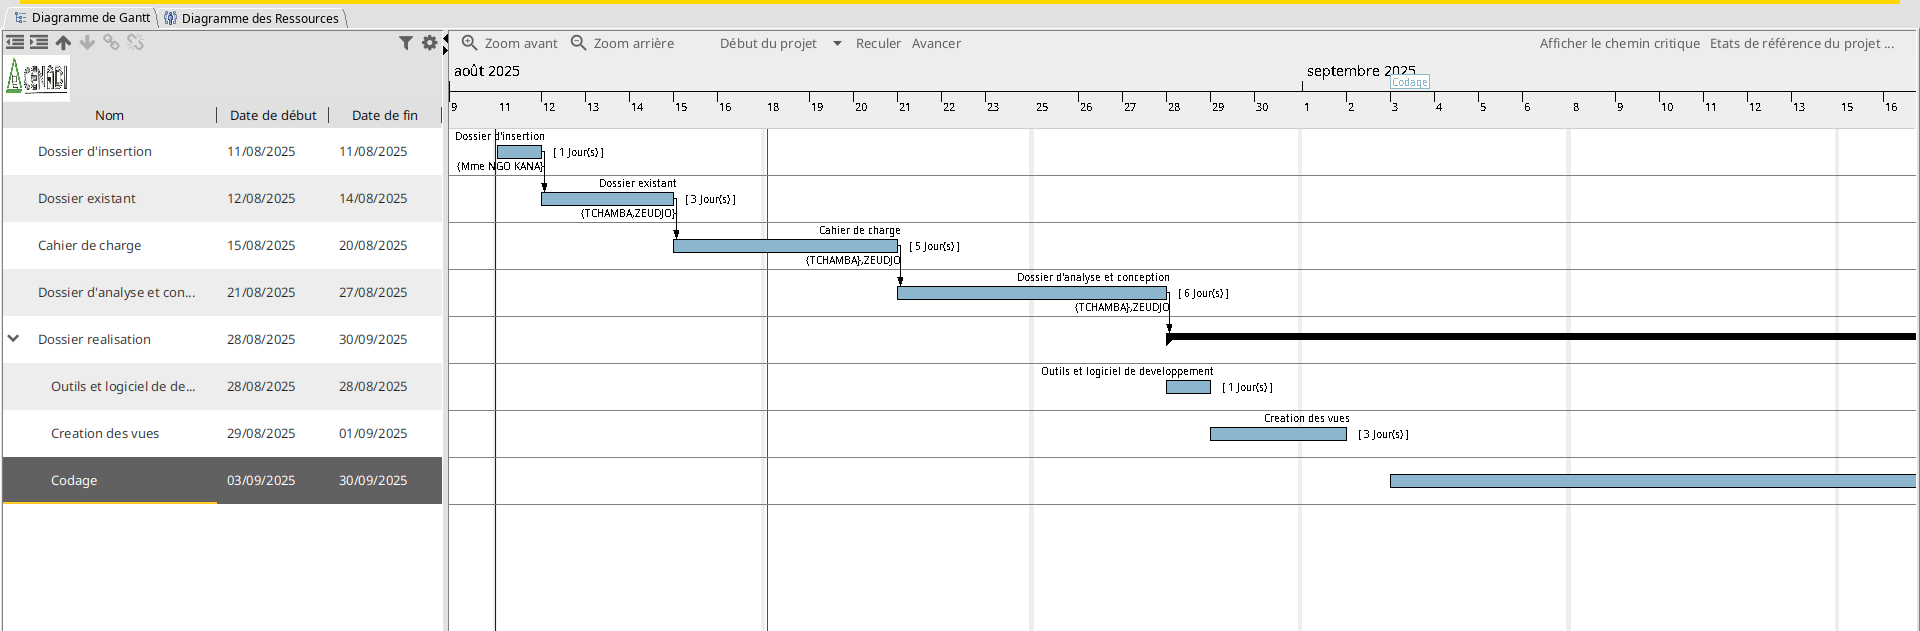 Diagramme de Gantt Diagramme des Ressources
Zoom avant Zoom arrière Début du projet Reculer Avancer Afficher le chemin critique Etats de référence du projet ...
CENADI
août 2025 septembre 2025
Codage
9 11 12 13 14 15 16 18 19 20 21 22 23 25 26 27 28 29 30 1 2 3 4 5 6 8 9 10 11 12 13 15 16
Nom Date de début Date de fin
Dossier d'insertion
Dossier d'insertion 11/08/2025 11/08/2025 [ 1 Jour(s) ]
{Mme NGO KANA}
Dossier existant
Dossier existant 12/08/2025 14/08/2025 [ 3 Jour(s) ]
{TCHAMBA,ZEUDJO}
Cahier de charge
Cahier de charge 15/08/2025 20/08/2025 [ 5 Jour(s) ]
{TCHAMBA},ZEUDJO
Dossier d'analyse et conception
Dossier d'analyse et con... 21/08/2025 27/08/2025 [ 6 Jour(s) ]
{TCHAMBA},ZEUDJO
Dossier realisation 28/08/2025 30/09/2025
Outils et logiciel de developpement
Outils et logiciel de de... 28/08/2025 28/08/2025 [ 1 Jour(s) ]
Creation des vues
Creation des vues 29/08/2025 01/09/2025 [ 3 Jour(s) ]
Codage 03/09/2025 30/09/2025